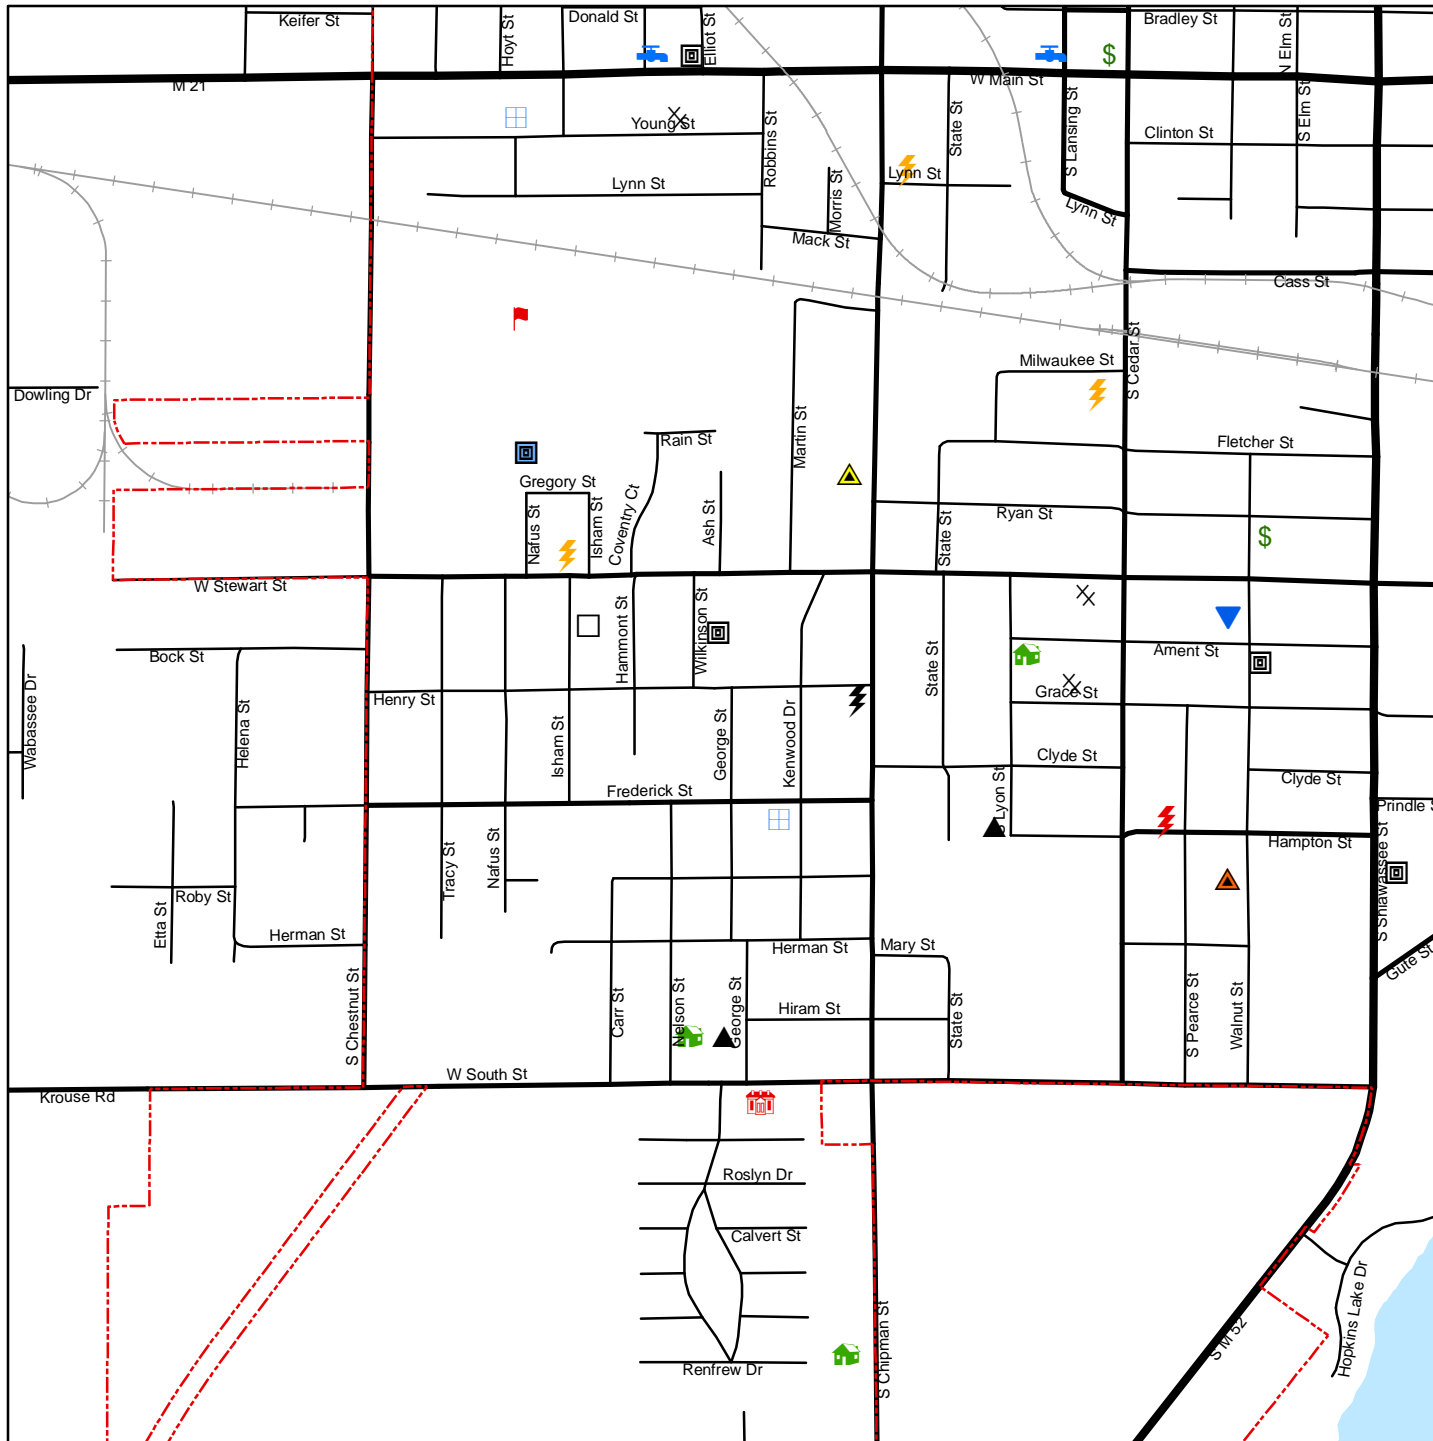 Keifer St
Hoyt St
Donald St
Elliot St
Bradley St
N Elm St
M 21
W Main St
Young St
Robbins St
State St
S Lansing St
Clinton St
S Elm St
Lynn St
Morris St
Lynn St
Lynn St
Mack St
Cass St
S Cedar St
Milwaukee St
Dowling Dr
Martin St
Rain St
Fletcher St
Gregory St
Nafus St
Isham St
Coventry Ct
Ash St
State St
Ryan St
W Stewart St
Hammont St
Wilkinson St
State St
Bock St
Ament St
Wabassee Dr
Helena St
Henry St
Isham St
George St
Kenwood Dr
Grace St
Clyde St
Clyde St
Frederick St
S Lyon St
Prindle S
Tracy St
Nafus St
Hampton St
S Shiawassee St
Roby St
Etta St
Herman St
Herman St
Mary St
Gute St
S Chestnut St
Carr St
Nelson St
George St
Hiram St
State St
S Pearce St
Walnut St
W South St
Krouse Rd
Roslyn Dr
Calvert St
S Chipman St
S M 52
Hopkins Lake Dr
Renfrew Dr